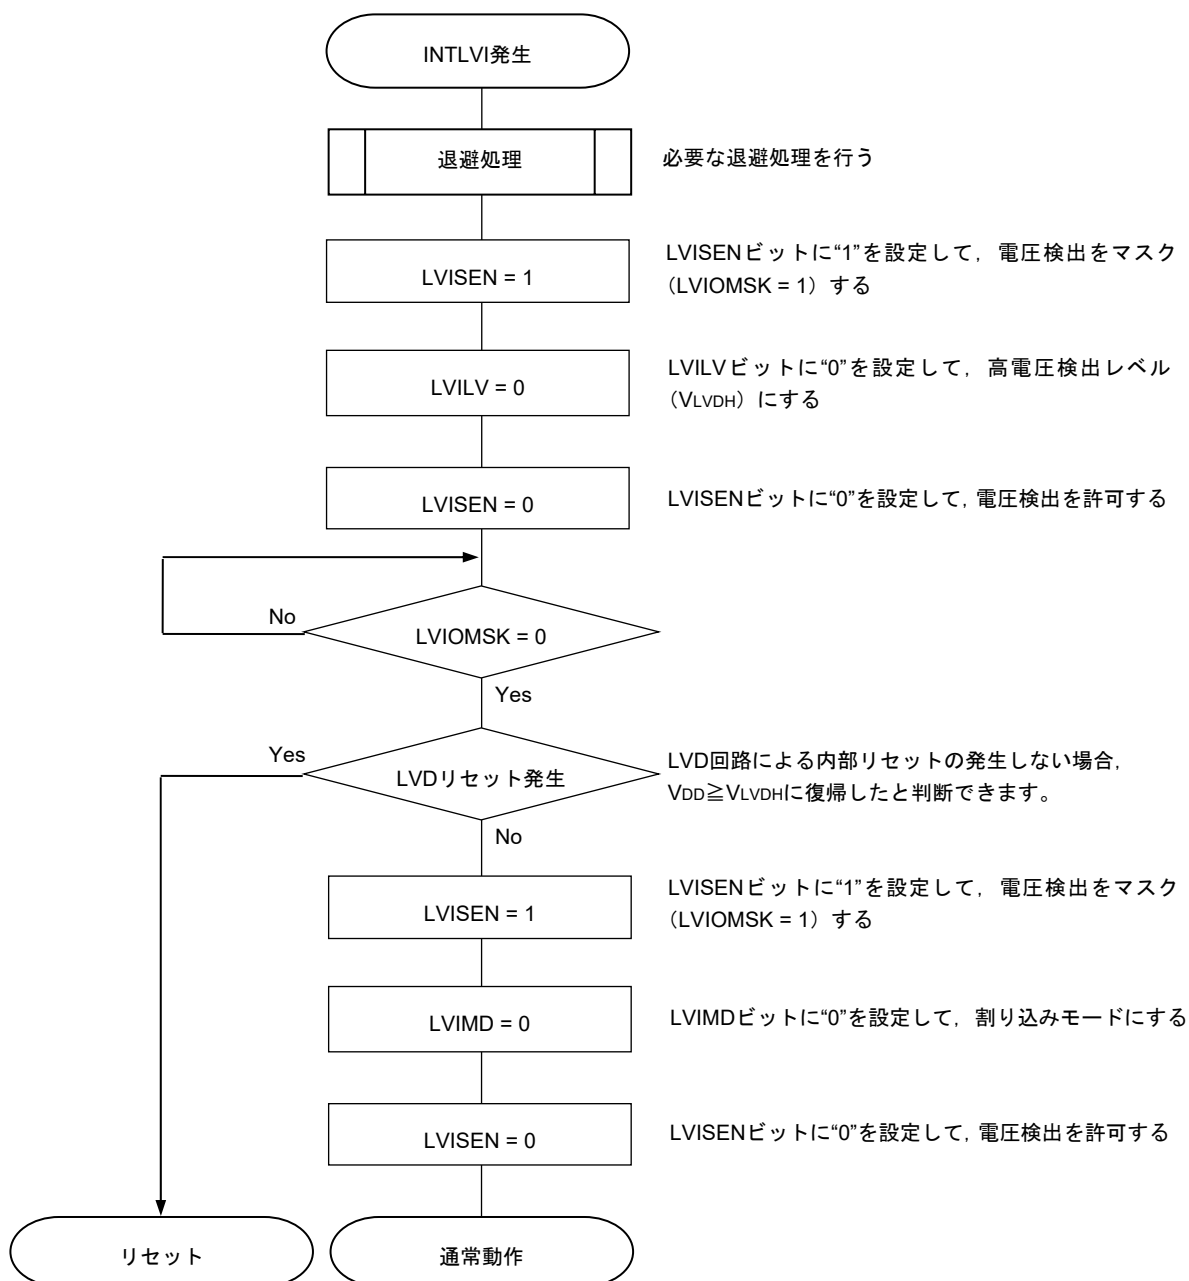 INTLVI発生
退避処理
必要な退避処理を行う
LVISEN = 1
LVISENビットに“1”を設定して，電圧検出をマスク
（LVIOMSK = 1）する
LVILV = 0
LVILVビットに“0”を設定して，高電圧検出レベル
（VLVDH）にする
LVISEN = 0
LVISENビットに“0”を設定して，電圧検出を許可する
No
LVIOMSK = 0
Yes
Yes
LVDリセット発生
LVD回路による内部リセットの発生しない場合，
VDD≧VLVDHに復帰したと判断できます。
No
LVISEN = 1
LVISENビットに“1”を設定して，電圧検出をマスク
（LVIOMSK = 1）する
LVIMD = 0
LVIMDビットに“0”を設定して，割り込みモードにする
LVISEN = 0
LVISENビットに“0”を設定して，電圧検出を許可する
リセット
通常動作